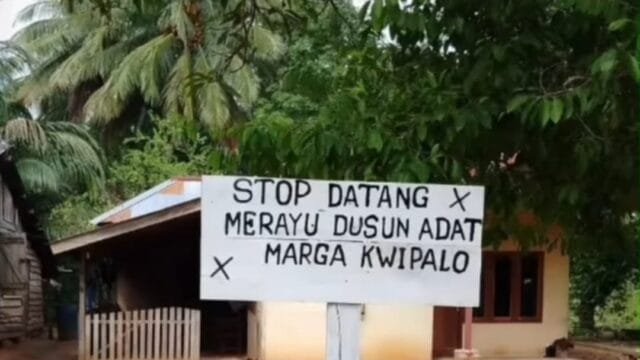 STOP DATANG X
MERAYU DUSUN ADAT
X MARGA KWIPALO